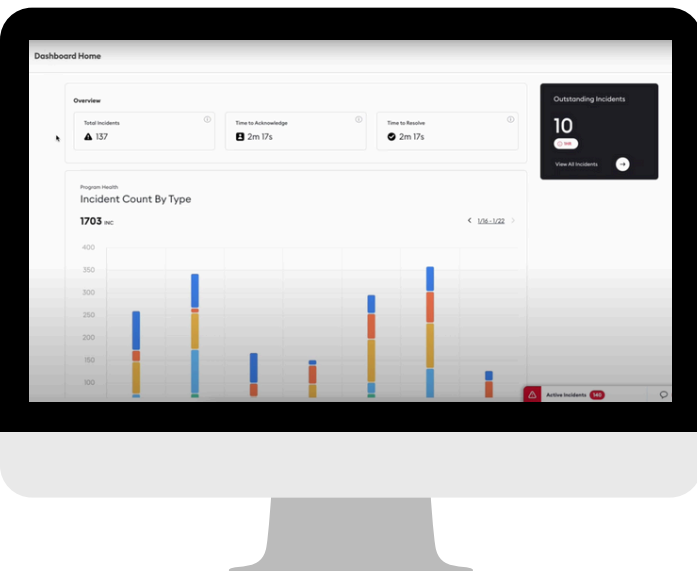 Dashboard Home
Overview
Total Incidents
137
Time to Acknowledge
2m 17s
Time to Resolve
2m 17s
Outstanding Incidents
10
View All Incidents
Program Health
Incident Count By Type
1703 INC
1/16 - 1/22
400
350
300
250
200
150
100
Active Incidents 140